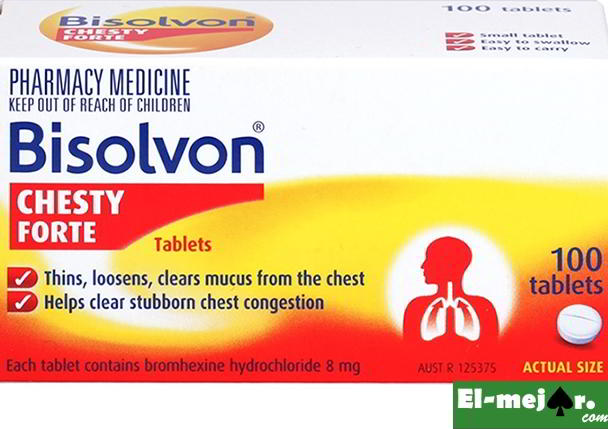 Bisolvon
CHESTY
FORTE
100 tablets
Small tablet
Easy to swallow
Easy to carry
PHARMACY MEDICINE
KEEP OUT OF REACH OF CHILDREN
Bisolvon®
CHESTY
FORTE
Tablets
Thins, loosens, clears mucus from the chest
Helps clear stubborn chest congestion
100
tablets
Each tablet contains bromhexine hydrochloride 8 mg
AUST R 125375
ACTUAL SIZE
El-mejar.
com